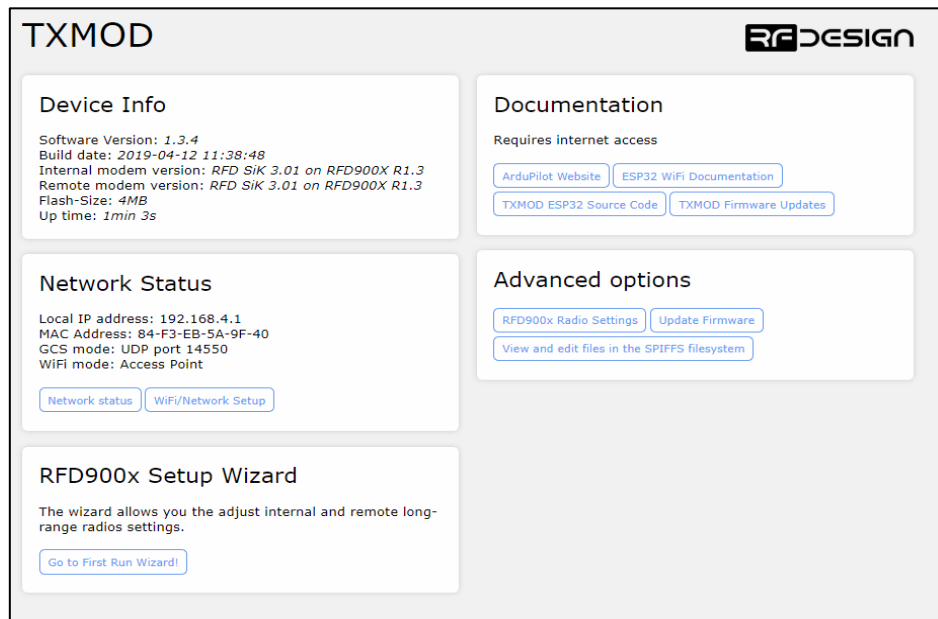 TXMOD
RFDESIGN
Device Info
Software Version: 1.3.4
Build date: 2019-04-12 11:38:48
Internal modem version: RFD SiK 3.01 on RFD900X R1.3
Remote modem version: RFD SiK 3.01 on RFD900X R1.3
Flash-Size: 4MB
Up time: 1min 3s
Network Status
Local IP address: 192.168.4.1
MAC Address: 84-F3-EB-5A-9F-40
GCS mode: UDP port 14550
WiFi mode: Access Point
Network status WiFi/Network Setup
RFD900x Setup Wizard
The wizard allows you the adjust internal and remote long-
range radios settings.
Go to First Run Wizard!
Documentation
Requires internet access
ArduPilot Website ESP32 WiFi Documentation
TXMOD ESP32 Source Code TXMOD Firmware Updates
Advanced options
RFD900x Radio Settings Update Firmware
View and edit files in the SPIFFS filesystem